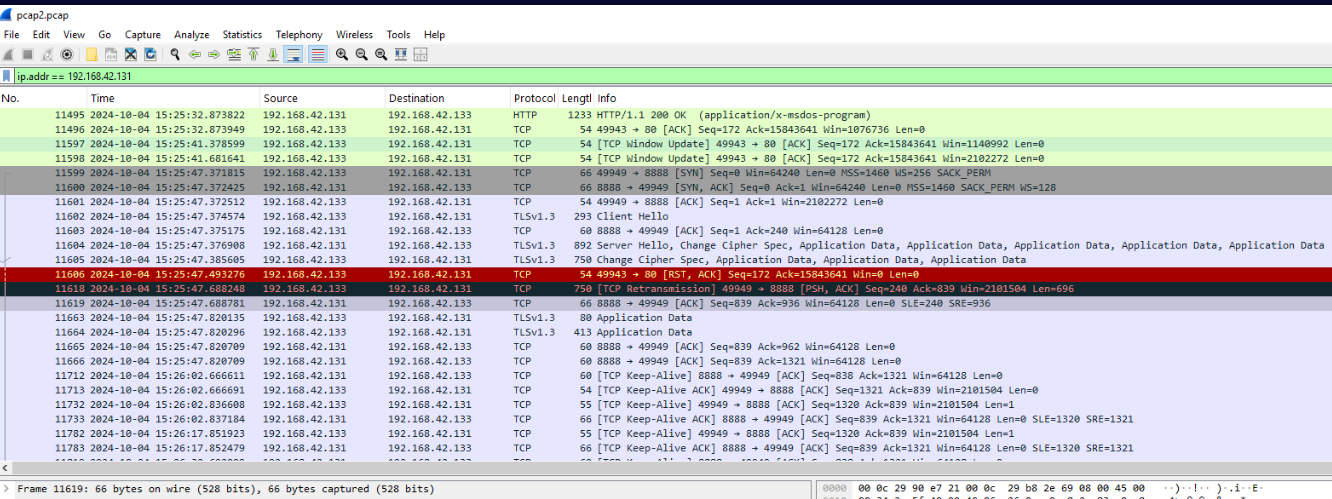 pcap2.pcap
File Edit View Go Capture Analyze Statistics Telephony Wireless Tools Help
ip.addr == 192.168.42.131
No. Time Source Destination Protocol Lengtl Info
11495 2024-10-04 15:25:32.873822 192.168.42.131 192.168.42.133 HTTP 1233 HTTP/1.1 200 OK (application/x-msdos-program)
11496 2024-10-04 15:25:32.873949 192.168.42.133 192.168.42.131 TCP 54 49943 → 80 [ACK] Seq=172 Ack=15843641 Win=1076736 Len=0
11597 2024-10-04 15:25:41.378599 192.168.42.133 192.168.42.131 TCP 54 [TCP Window Update] 49943 → 80 [ACK] Seq=172 Ack=15843641 Win=1140992 Len=0
11598 2024-10-04 15:25:41.681641 192.168.42.133 192.168.42.131 TCP 54 [TCP Window Update] 49943 → 80 [ACK] Seq=172 Ack=15843641 Win=2102272 Len=0
11599 2024-10-04 15:25:47.371815 192.168.42.133 192.168.42.131 TCP 66 49949 → 8888 [SYN] Seq=0 Win=64240 Len=0 MSS=1460 WS=256 SACK_PERM
11600 2024-10-04 15:25:47.372425 192.168.42.131 192.168.42.133 TCP 66 8888 → 49949 [SYN, ACK] Seq=0 Ack=1 Win=64240 Len=0 MSS=1460 SACK_PERM WS=128
11601 2024-10-04 15:25:47.372512 192.168.42.133 192.168.42.131 TCP 54 49949 → 8888 [ACK] Seq=1 Ack=1 Win=2102272 Len=0
11602 2024-10-04 15:25:47.374574 192.168.42.133 192.168.42.131 TLSv1.3 293 Client Hello
11603 2024-10-04 15:25:47.375175 192.168.42.131 192.168.42.133 TCP 60 8888 → 49949 [ACK] Seq=1 Ack=240 Win=64128 Len=0
11604 2024-10-04 15:25:47.376908 192.168.42.131 192.168.42.133 TLSv1.3 892 Server Hello, Change Cipher Spec, Application Data, Application Data, Application Data, Application Data, Application Data
11605 2024-10-04 15:25:47.385605 192.168.42.133 192.168.42.131 TLSv1.3 750 Change Cipher Spec, Application Data, Application Data, Application Data
11606 2024-10-04 15:25:47.493276 192.168.42.133 192.168.42.131 TCP 54 49943 → 80 [RST, ACK] Seq=172 Ack=15843641 Win=0 Len=0
11618 2024-10-04 15:25:47.688248 192.168.42.133 192.168.42.131 TCP 750 [TCP Retransmission] 49949 → 8888 [PSH, ACK] Seq=240 Ack=839 Win=2101504 Len=696
11619 2024-10-04 15:25:47.688781 192.168.42.131 192.168.42.133 TCP 66 8888 → 49949 [ACK] Seq=839 Ack=936 Win=64128 Len=0 SLE=240 SRE=936
11663 2024-10-04 15:25:47.820135 192.168.42.133 192.168.42.131 TLSv1.3 80 Application Data
11664 2024-10-04 15:25:47.820296 192.168.42.133 192.168.42.131 TLSv1.3 413 Application Data
11665 2024-10-04 15:25:47.820709 192.168.42.131 192.168.42.133 TCP 60 8888 → 49949 [ACK] Seq=839 Ack=962 Win=64128 Len=0
11666 2024-10-04 15:25:47.820709 192.168.42.131 192.168.42.133 TCP 60 8888 → 49949 [ACK] Seq=839 Ack=1321 Win=64128 Len=0
11712 2024-10-04 15:26:02.666611 192.168.42.131 192.168.42.133 TCP 60 [TCP Keep-Alive] 8888 → 49949 [ACK] Seq=838 Ack=1321 Win=64128 Len=0
11713 2024-10-04 15:26:02.666691 192.168.42.133 192.168.42.131 TCP 54 [TCP Keep-Alive ACK] 49949 → 8888 [ACK] Seq=1321 Ack=839 Win=2101504 Len=0
11732 2024-10-04 15:26:02.836608 192.168.42.133 192.168.42.131 TCP 55 [TCP Keep-Alive] 49949 → 8888 [ACK] Seq=1320 Ack=839 Win=2101504 Len=1
11733 2024-10-04 15:26:02.837184 192.168.42.131 192.168.42.133 TCP 66 [TCP Keep-Alive ACK] 8888 → 49949 [ACK] Seq=839 Ack=1321 Win=64128 Len=0 SLE=1320 SRE=1321
11782 2024-10-04 15:26:17.851923 192.168.42.133 192.168.42.131 TCP 55 [TCP Keep-Alive] 49949 → 8888 [ACK] Seq=1320 Ack=839 Win=2101504 Len=1
11783 2024-10-04 15:26:17.852479 192.168.42.131 192.168.42.133 TCP 66 [TCP Keep-Alive ACK] 8888 → 49949 [ACK] Seq=839 Ack=1321 Win=64128 Len=0 SLE=1320 SRE=1321
Frame 11619: 66 bytes on wire (528 bits), 66 bytes captured (528 bits)
0000 00 0c 29 90 e7 21 00 0c 29 b8 2e 69 08 00 45 00 ··)··!·· )·.i··E·